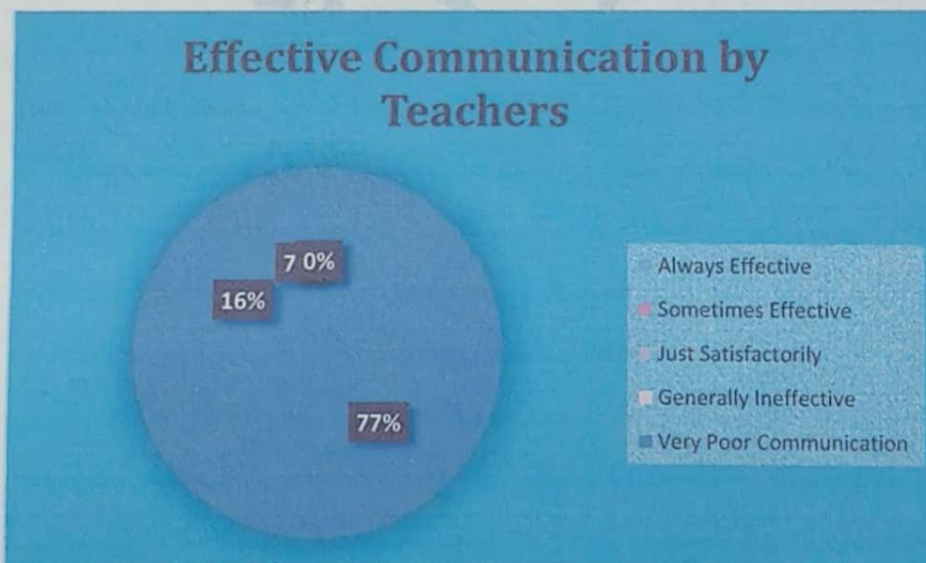 Effective Communication by
Teachers
7 0%
16%
77%
Always Effective
Sometimes Effective
Just Satisfactorily
Generally Ineffective
Very Poor Communication